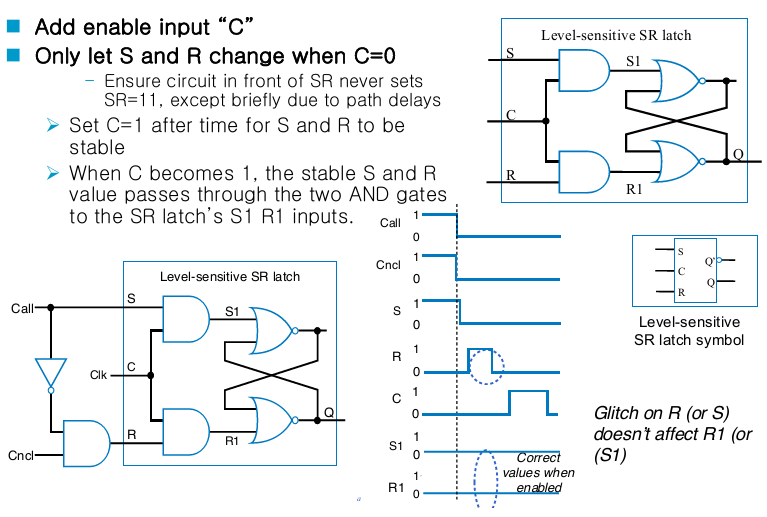 Add enable input “C”
Only let S and R change when C=0
– Ensure circuit in front of SR never sets
SR=11, except briefly due to path delays
Set C=1 after time for S and R to be
stable
When C becomes 1, the stable S and R
value passes through the two AND gates
to the SR latch’s S1 R1 inputs.
Level-sensitive SR latch
S
S1
C
R
R1
Q
Call
1
0
Cncl
1
0
S
1
0
R
1
0
C
1
0
S1
1
0
R1
1
0
Correct
values when
enabled
S
C
R
Q’
Q
Level-sensitive
SR latch symbol
Glitch on R (or S)
doesn’t affect R1 (or
(S1)
Level-sensitive SR latch
Call
S
S1
Clk
C
R
R1
Q
Cncl
a